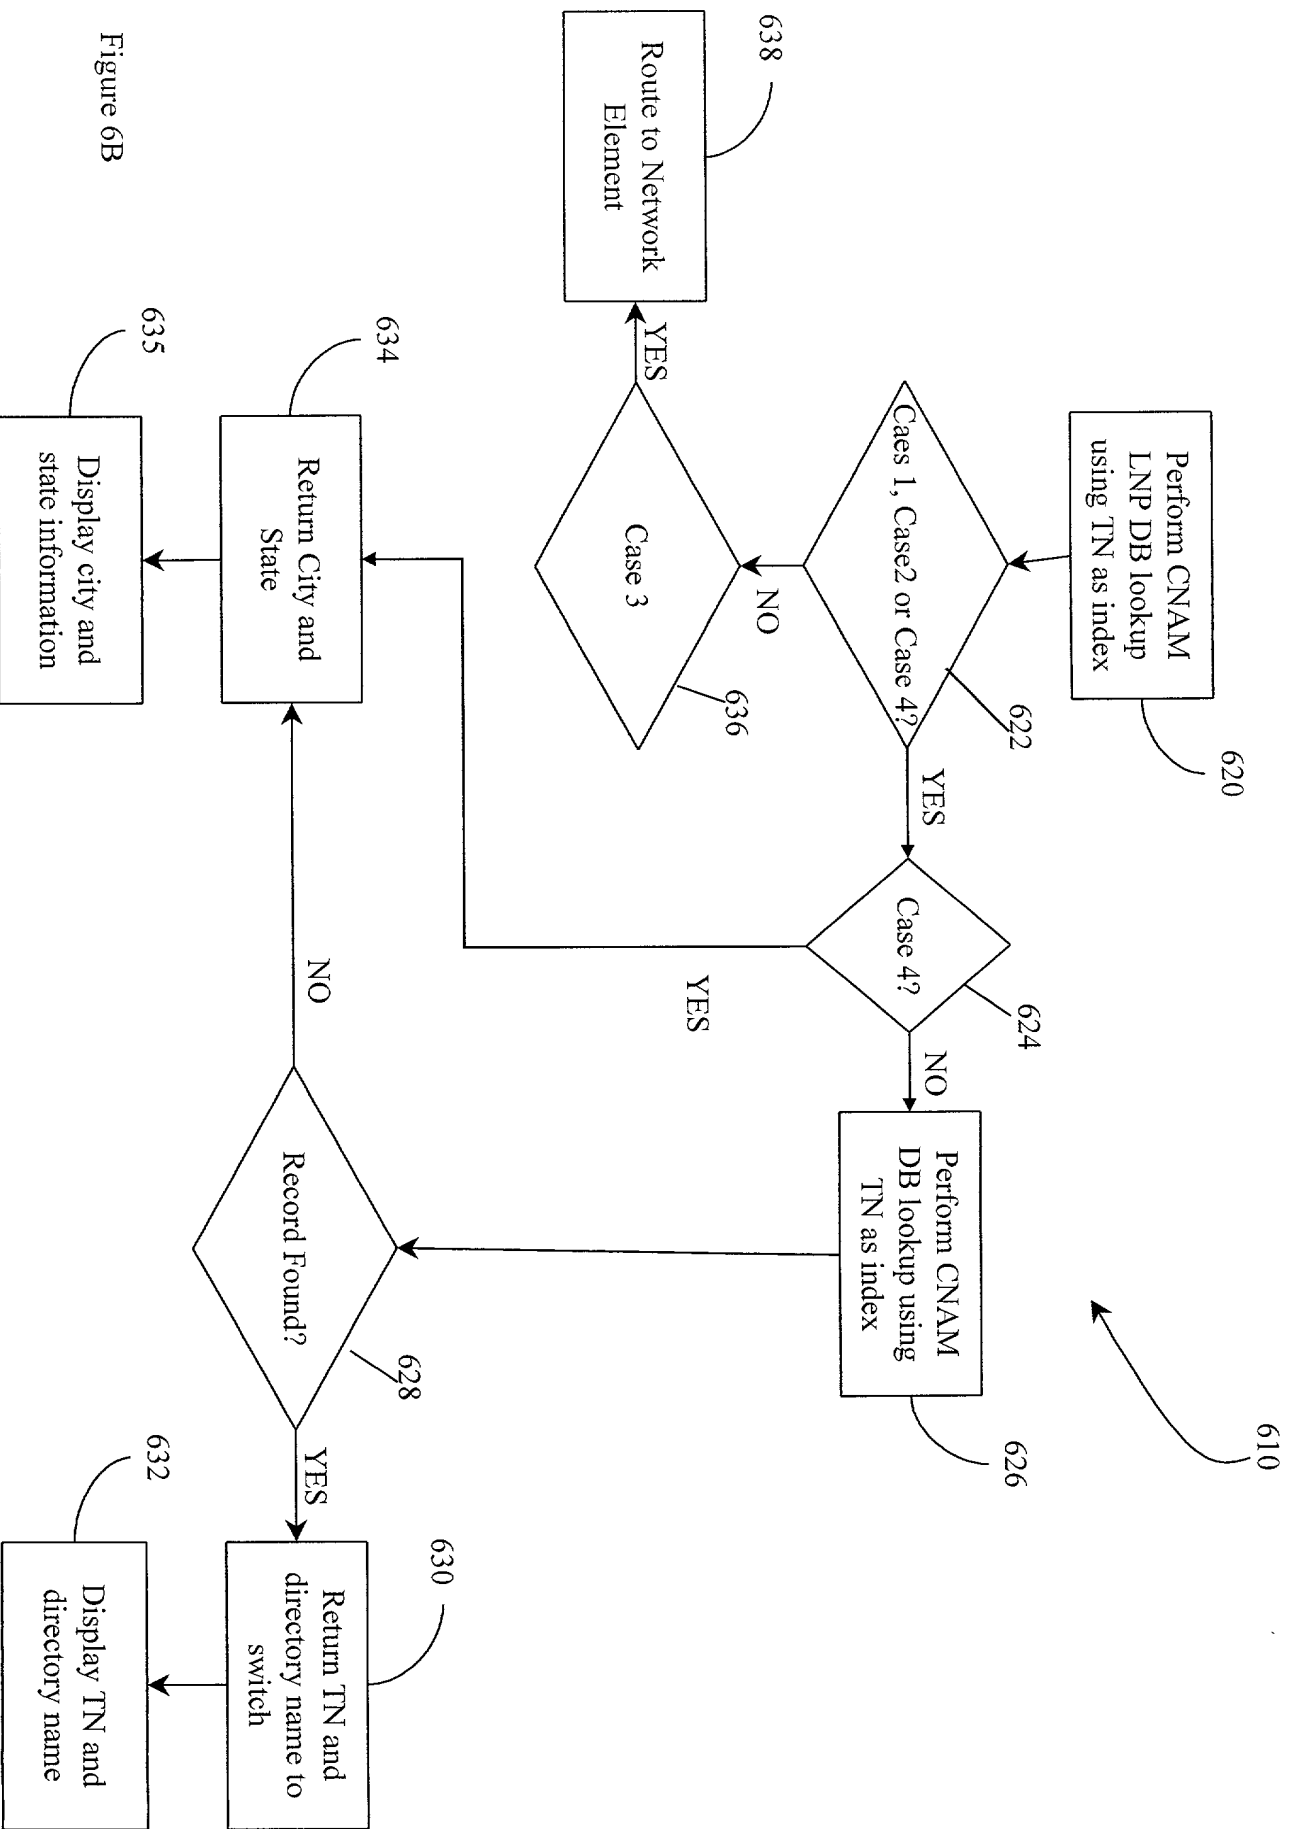 610
Perform CNAM
LNP DB lookup
using TN as index
620
Caes 1, Case2 or Case 4?
622
YES
Case 4?
624
NO
Perform CNAM
DB lookup using
TN as index
626
NO
YES
638
Route to Network
Element
YES
Case 3
636
634
Return City and
State
NO
Record Found?
628
YES
630
Return TN and
directory name to
switch
635
Display city and
state information
632
Display TN and
directory name
Figure 6B